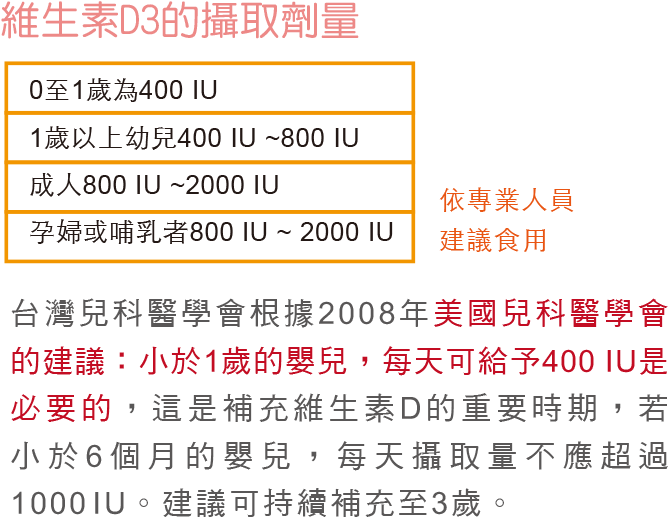 維生素D3的攝取劑量
0至1歲為400 IU
1歲以上幼兒400 IU ~800 IU
成人800 IU ~2000 IU
孕婦或哺乳者800 IU ~ 2000 IU
依專業人員
建議食用
台灣兒科醫學會根據2008年美國兒科醫學會
的建議：小於1歲的嬰兒，每天可給予400 IU是
必要的，這是補充維生素D的重要時期，若
小於6個月的嬰兒，每天攝取量不應超過
1000IU。建議可持續補充至3歲。